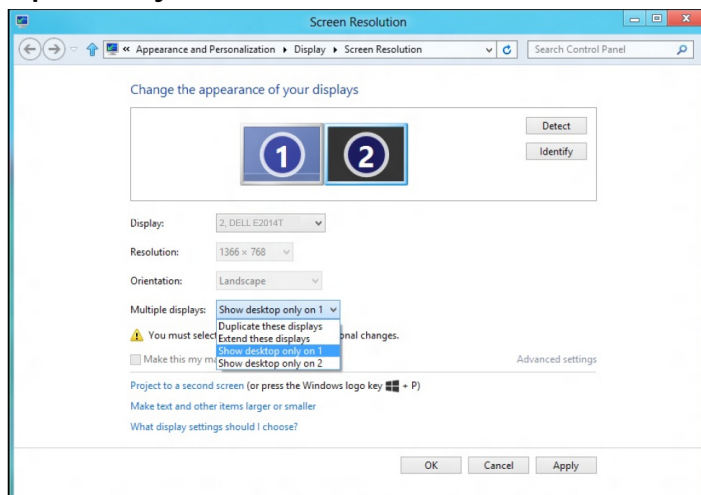 Screen Resolution
« Appearance and Personalization ▸ Display ▸ Screen Resolution
Search Control Panel
Change the appearance of your displays
1 2
Detect
Identify
Display: 2, DELL E2014T
Resolution: 1366 × 768
Orientation: Landscape
Multiple displays: Show desktop only on 1
Duplicate these displays
You must selec onal changes.
Extend these displays
Show desktop only on 1
Make this my m Advanced settings
Show desktop only on 2
Project to a second screen (or press the Windows logo key + P)
Make text and other items larger or smaller
What display settings should I choose?
OK Cancel Apply